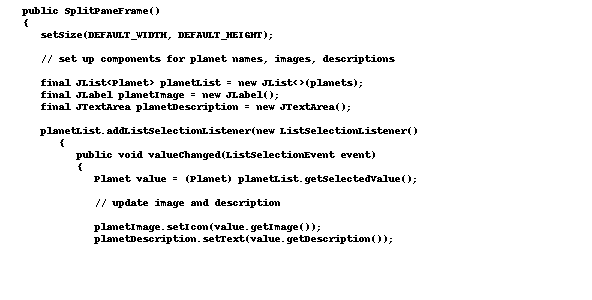 public SplitPaneFrame()
{
setSize(DEFAULT_WIDTH, DEFAULT_HEIGHT);
// set up components for planet names, images, descriptions
final JList<Planet> planetList = new JList<>(planets);
final JLabel planetImage = new JLabel();
final JTextArea planetDescription = new JTextArea();
planetList.addListSelectionListener(new ListSelectionListener()
{
public void valueChanged(ListSelectionEvent event)
{
Planet value = (Planet) planetList.getSelectedValue();
// update image and description
planetImage.setIcon(value.getImage());
planetDescription.setText(value.getDescription());